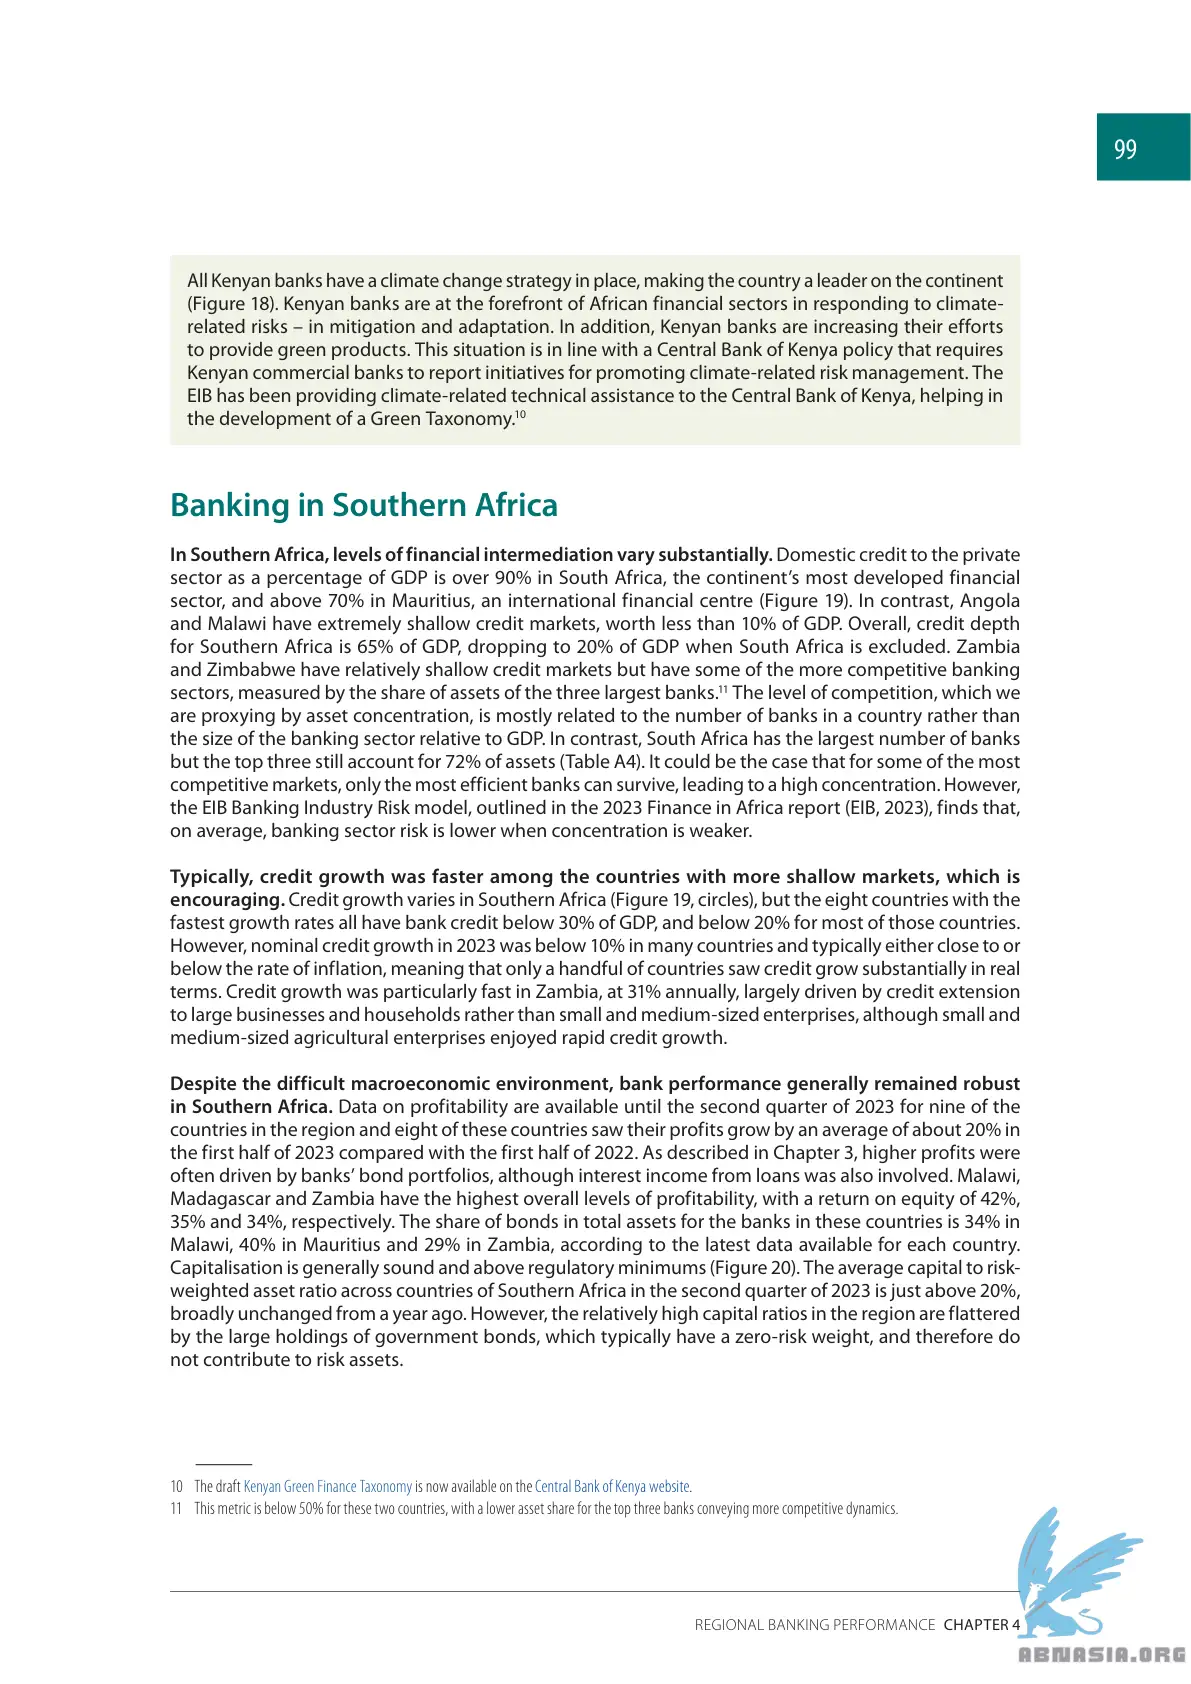 99
All Kenyan banks have a climate change strategy in place, making the country a leader on the continent
(Figure 18). Kenyan banks are at the forefront of African financial sectors in responding to climate-
related risks – in mitigation and adaptation. In addition, Kenyan banks are increasing their efforts
to provide green products. This situation is in line with a Central Bank of Kenya policy that requires
Kenyan commercial banks to report initiatives for promoting climate-related risk management. The
EIB has been providing climate-related technical assistance to the Central Bank of Kenya, helping in
the development of a Green Taxonomy.10
Banking in Southern Africa
In Southern Africa, levels of financial intermediation vary substantially. Domestic credit to the private
sector as a percentage of GDP is over 90% in South Africa, the continent's most developed financial
sector, and above 70% in Mauritius, an international financial centre (Figure 19). In contrast, Angola
and Malawi have extremely shallow credit markets, worth less than 10% of GDP. Overall, credit depth
for Southern Africa is 65% of GDP, dropping to 20% of GDP when South Africa is excluded. Zambia
and Zimbabwe have relatively shallow credit markets but have some of the more competitive banking
sectors, measured by the share of assets of the three largest banks.11 The level of competition, which we
are proxying by asset concentration, is mostly related to the number of banks in a country rather than
the size of the banking sector relative to GDP. In contrast, South Africa has the largest number of banks
but the top three still account for 72% of assets (Table A4). It could be the case that for some of the most
competitive markets, only the most efficient banks can survive, leading to a high concentration. However,
the EIB Banking Industry Risk model, outlined in the 2023 Finance in Africa report (EIB, 2023), finds that,
on average, banking sector risk is lower when concentration is weaker.
Typically, credit growth was faster among the countries with more shallow markets, which is
encouraging. Credit growth varies in Southern Africa (Figure 19, circles), but the eight countries with the
fastest growth rates all have bank credit below 30% of GDP, and below 20% for most of those countries.
However, nominal credit growth in 2023 was below 10% in many countries and typically either close to or
below the rate of inflation, meaning that only a handful of countries saw credit grow substantially in real
terms. Credit growth was particularly fast in Zambia, at 31% annually, largely driven by credit extension
to large businesses and households rather than small and medium-sized enterprises, although small and
medium-sized agricultural enterprises enjoyed rapid credit growth.
Despite the difficult macroeconomic environment, bank performance generally remained robust
in Southern Africa. Data on profitability are available until the second quarter of 2023 for nine of the
countries in the region and eight of these countries saw their profits grow by an average of about 20% in
the first half of 2023 compared with the first half of 2022. As described in Chapter 3, higher profits were
often driven by banks' bond portfolios, although interest income from loans was also involved. Malawi,
Madagascar and Zambia have the highest overall levels of profitability, with a return on equity of 42%,
35% and 34%, respectively. The share of bonds in total assets for the banks in these countries is 34% in
Malawi, 40% in Mauritius and 29% in Zambia, according to the latest data available for each country.
Capitalisation is generally sound and above regulatory minimums (Figure 20). The average capital to risk-
weighted asset ratio across countries of Southern Africa in the second quarter of 2023 is just above 20%,
broadly unchanged from a year ago. However, the relatively high capital ratios in the region are flattered
by the large holdings of government bonds, which typically have a zero-risk weight, and therefore do
not contribute to risk assets.
10 The draft Kenyan Green Finance Taxonomy is now available on the Central Bank of Kenya website.
11 This metric is below 50% for these two countries, with a lower asset share for the top three banks conveying more competitive dynamics.
REGIONAL BANKING PERFORMANCE CHAPTER 4
ABNASIA.ORG